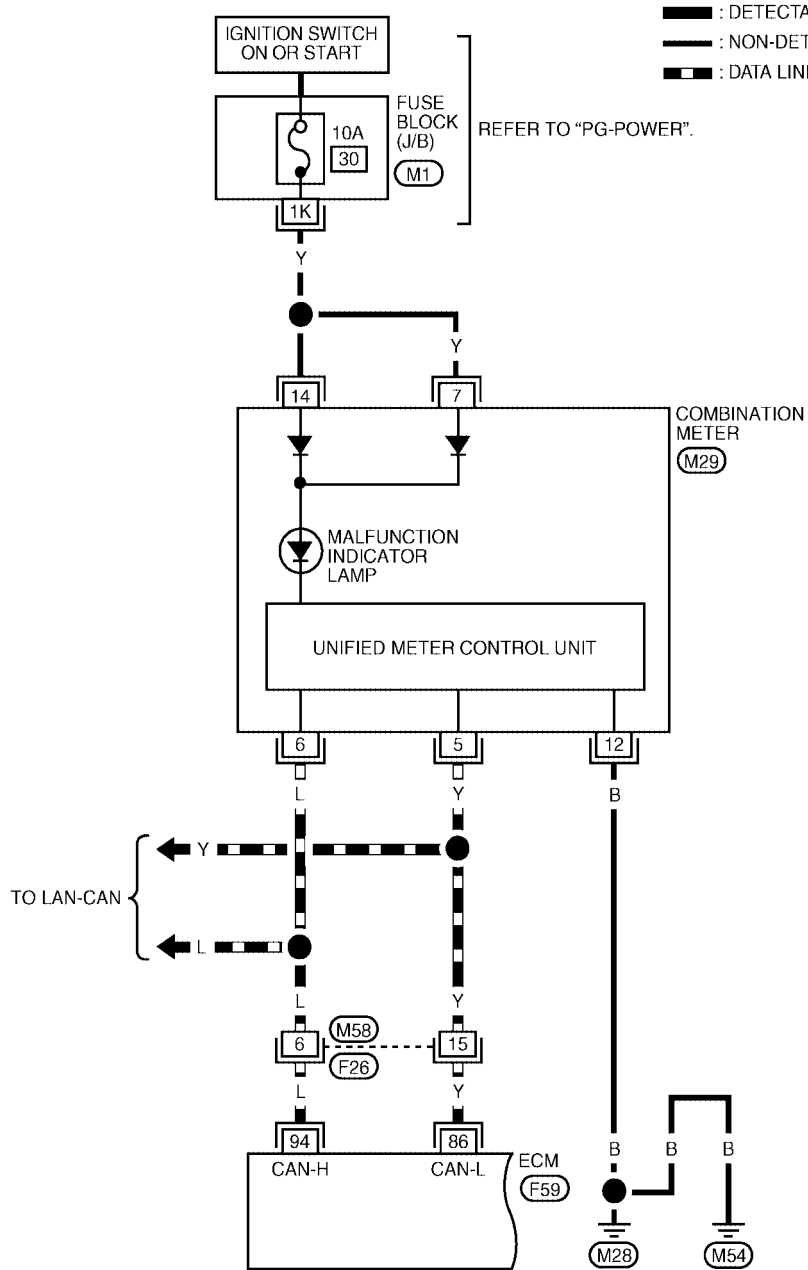 : DETECTA
: NON-DET
: DATA LIN
IGNITION SWITCH
ON OR START
FUSE
BLOCK
(J/B)
10A
30
M1
REFER TO "PG-POWER".
1K
Y
Y
14
7
COMBINATION
METER
M29
MALFUNCTION
INDICATOR
LAMP
UNIFIED METER CONTROL UNIT
6
5
12
L
Y
B
Y
TO LAN-CAN
L
L
Y
6
M58
15
F26
L
Y
94
86
CAN-H
CAN-L
ECM
F59
B
B
B
M28
M54